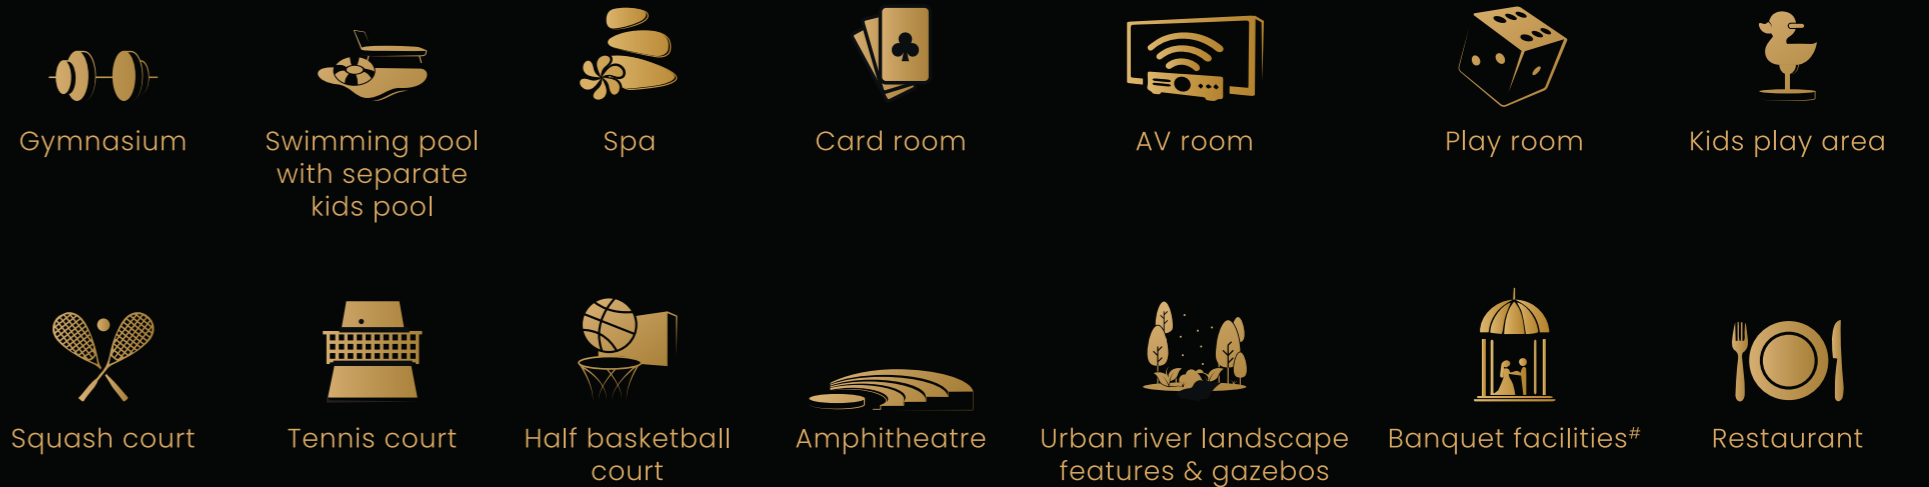 Gymnasium
Swimming pool
with separate
kids pool
Spa
Card room
AV room
Play room
Kids play area
Squash court
Tennis court
Half basketball
court
Amphitheatre
Urban river landscape
features & gazebos
Banquet facilities#
Restaurant